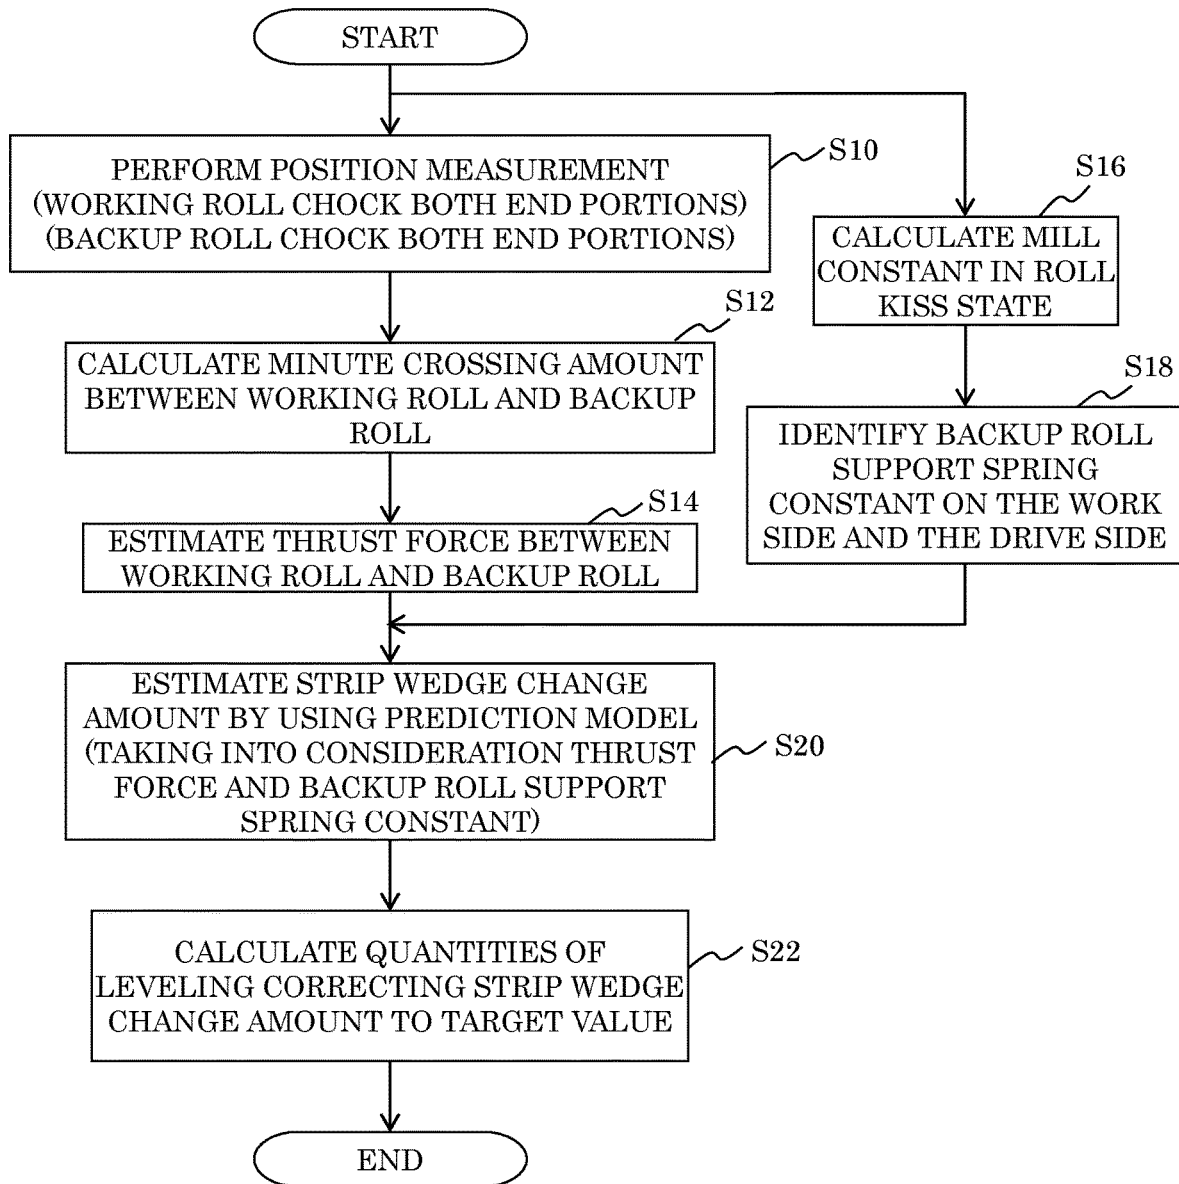 START
PERFORM POSITION MEASUREMENT
(WORKING ROLL CHOCK BOTH END PORTIONS)
(BACKUP ROLL CHOCK BOTH END PORTIONS)
S10
S16
CALCULATE MILL
CONSTANT IN ROLL
KISS STATE
S12
CALCULATE MINUTE CROSSING AMOUNT
BETWEEN WORKING ROLL AND BACKUP
ROLL
S18
IDENTIFY BACKUP ROLL
SUPPORT SPRING
CONSTANT ON THE WORK
SIDE AND THE DRIVE SIDE
S14
ESTIMATE THRUST FORCE BETWEEN
WORKING ROLL AND BACKUP ROLL
ESTIMATE STRIP WEDGE CHANGE
AMOUNT BY USING PREDICTION MODEL
(TAKING INTO CONSIDERATION THRUST
FORCE AND BACKUP ROLL SUPPORT
SPRING CONSTANT)
S20
CALCULATE QUANTITIES OF
LEVELING CORRECTING STRIP WEDGE
CHANGE AMOUNT TO TARGET VALUE
S22
END